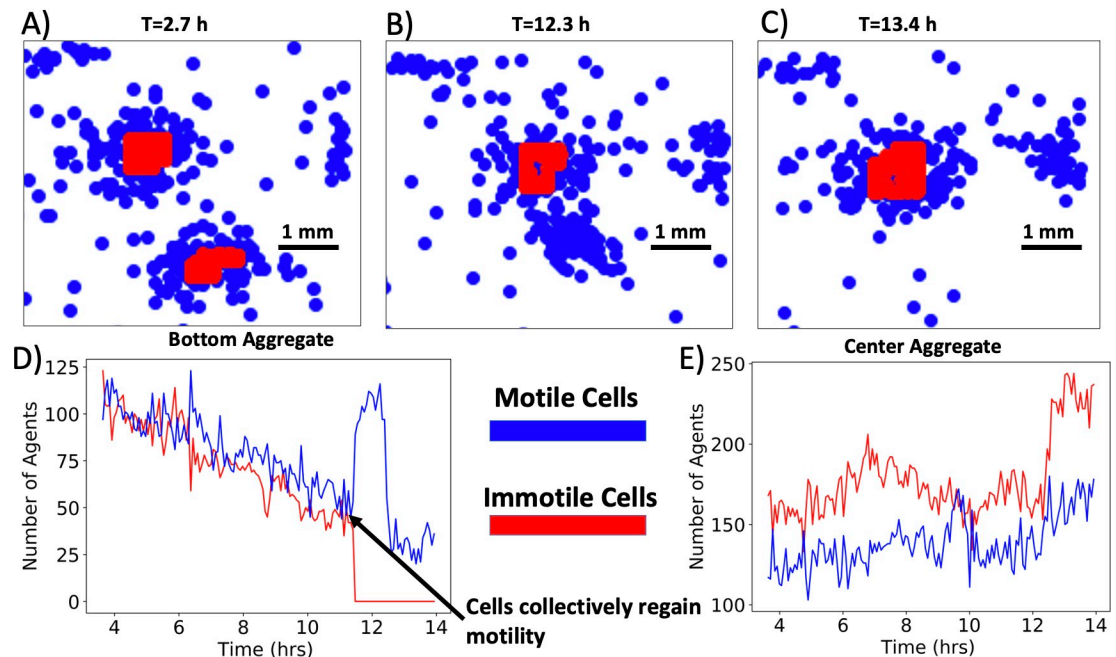 A)
T=2.7 h
B)
T=12.3 h
C)
T=13.4 h
1 mm
1 mm
1 mm
D)
Bottom Aggregate
E)
Center Aggregate
125
100
75
50
25
0
Number of Agents
4
6
8
10
12
14
Time (hrs)
Motile Cells
Immotile Cells
Cells collectively regain
motility
250
200
150
100
Number of Agents
4
6
8
10
12
14
Time (hrs)